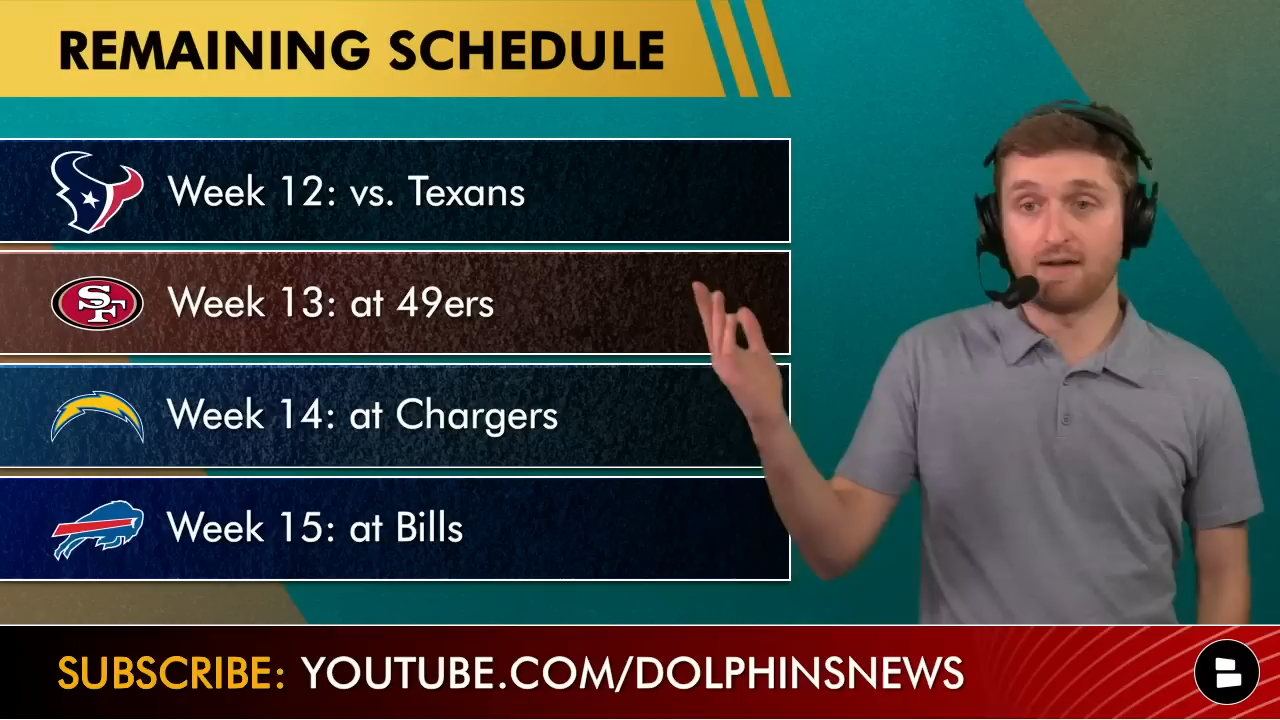 REMAINING SCHEDULE
Week 12: vs. Texans
SF
Week 13: at 49ers
Week 14: at Chargers
Week 15: at Bills
SUBSCRIBE: YOUTUBE.COM/DOLPHINSNEWS